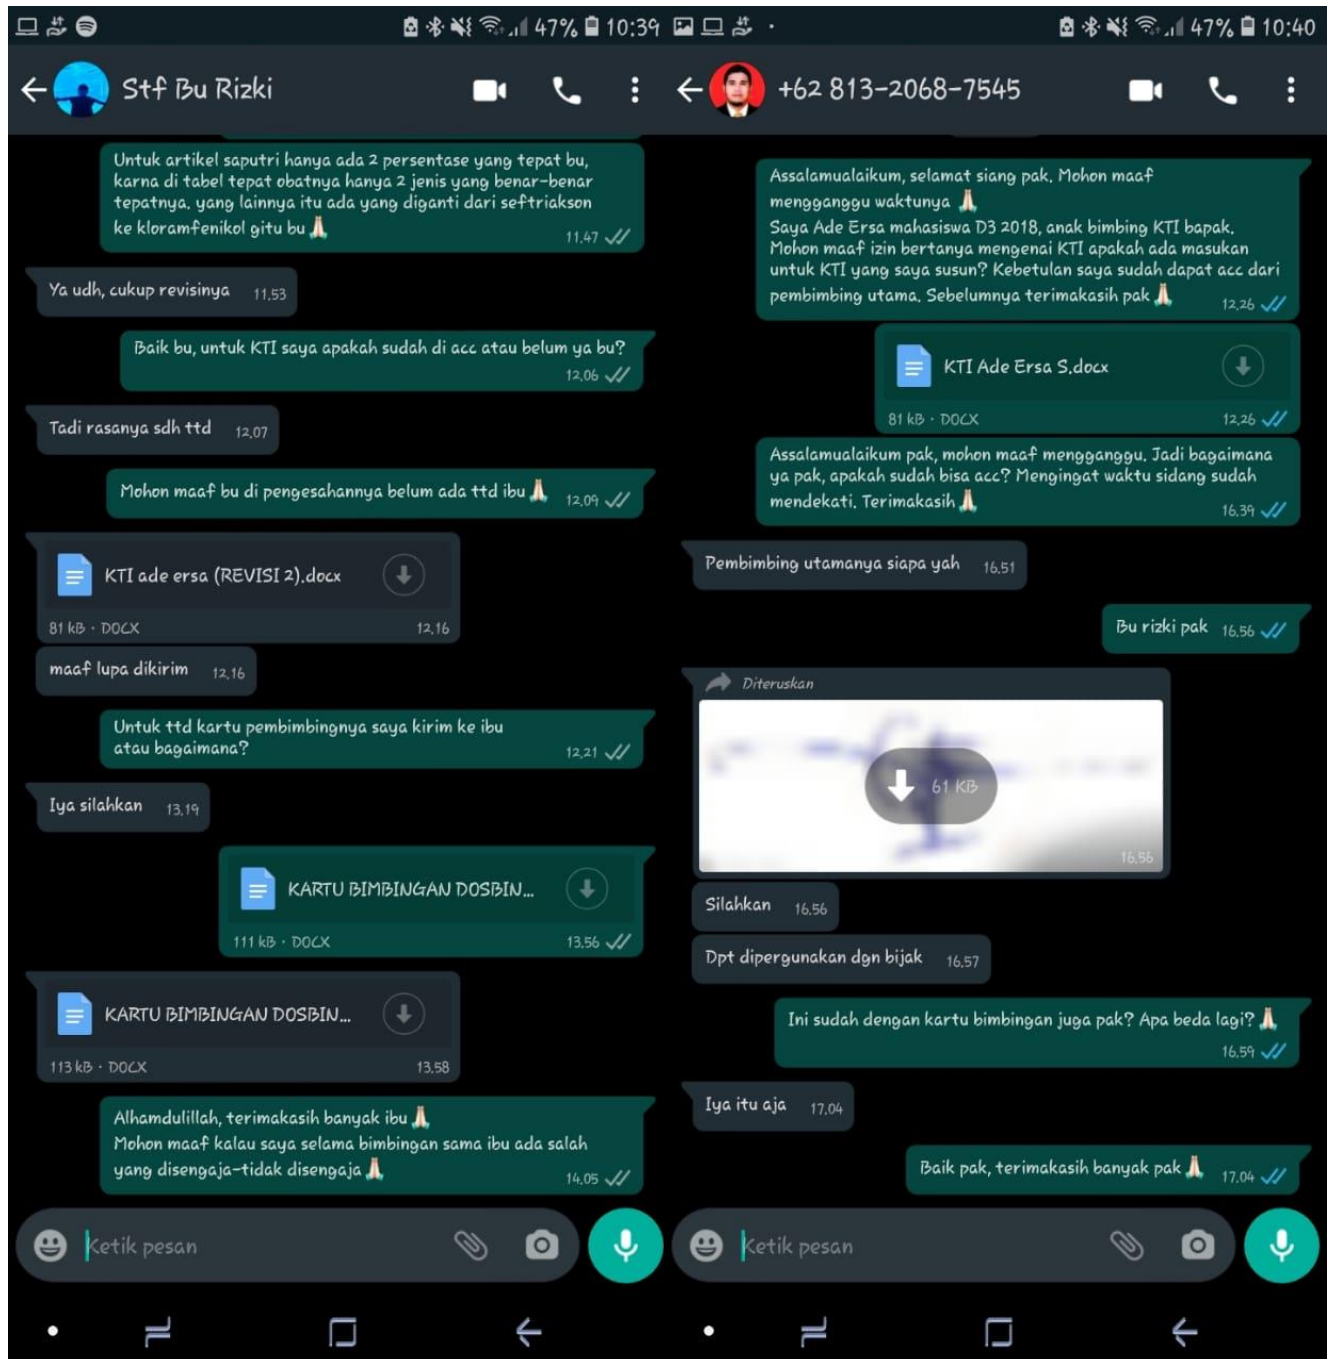 47% 10:39
Stf Bu Rizki
Untuk artikel saputri hanya ada 2 persentase yang tepat bu,
karna di tabel tepat obatnya hanya 2 jenis yang benar-benar
tepatnya. yang lainnya itu ada yang diganti dari seftriakson
ke kloramfenikol gitu bu
11.47
Ya udh, cukup revisinya 11.53
Baik bu, untuk KTI saya apakah sudah di acc atau belum ya bu?
12.06
Tadi rasanya sdh ttd 12.07
Mohon maaf bu di pengesahannya belum ada ttd ibu 12.09
KTI ade ersa (REVISI 2).docx
81 kB · DOCX 12.16
maaf lupa dikirim 12.16
Untuk ttd kartu pembimbingnya saya kirim ke ibu
atau bagaimana? 12.21
Iya silahkan 13.19
KARTU BIMBINGAN DOSBIN...
111 kB · DOCX 13.56
KARTU BIMBINGAN DOSBIN...
113 kB · DOCX 13.58
Alhamdulillah, terimakasih banyak ibu
Mohon maaf kalau saya selama bimbingan sama ibu ada salah
yang disengaja-tidak disengaja 14.05
Ketik pesan
47% 10:40
+62 813-2068-7545
Assalamualaikum, selamat siang pak. Mohon maaf
mengganggu waktunya
Saya Ade Ersa mahasiswa D3 2018, anak bimbing KTI bapak.
Mohon maaf izin bertanya mengenai KTI apakah ada masukan
untuk KTI yang saya susun? Kebetulan saya sudah dapat acc dari
pembimbing utama. Sebelumnya terimakasih pak 12.26
KTI Ade Ersa S.docx
81 kB · DOCX 12.26
Assalamualaikum pak, mohon maaf mengganggu. Jadi bagaimana
ya pak, apakah sudah bisa acc? Mengingat waktu sidang sudah
mendekati. Terimakasih 16.39
Pembimbing utamanya siapa yah 16.51
Bu rizki pak 16.56
Diteruskan
61 KB
16.56
Silahkan 16.56
Dpt dipergunakan dgn bijak 16.57
Ini sudah dengan kartu bimbingan juga pak? Apa beda lagi?
16.59
Iya itu aja 17.04
Baik pak, terimakasih banyak pak 17.04
Ketik pesan